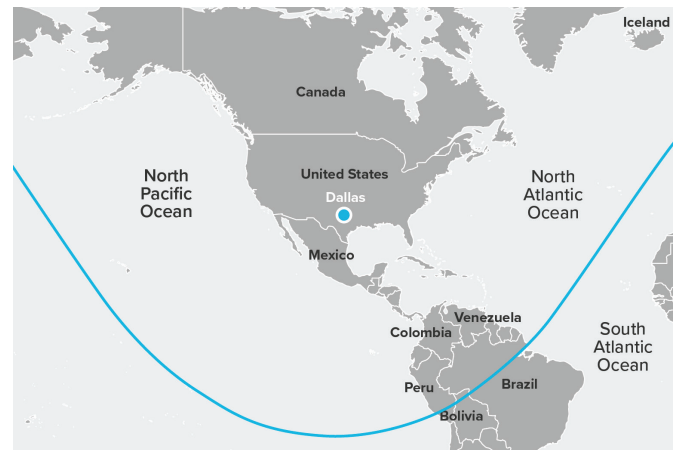 Iceland
Canada
United States
Dallas
North
Pacific
Ocean
North
Atlantic
Ocean
Mexico
Venezuela
Colombia
South
Atlantic
Ocean
Peru
Brazil
Bolivia